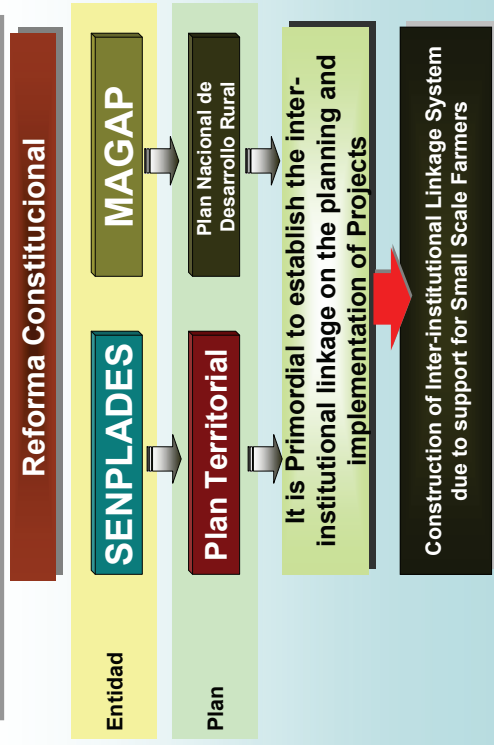 Reforma Constitucional
Entidad
SENPLADES
MAGAP
Plan
Plan Territorial
Plan Nacional de
Desarrollo Rural
It is Primordial to establish the inter-
institutional linkage on the planning and
implementation of Projects
Construction of Inter-institutional Linkage System
due to support for Small Scale Farmers